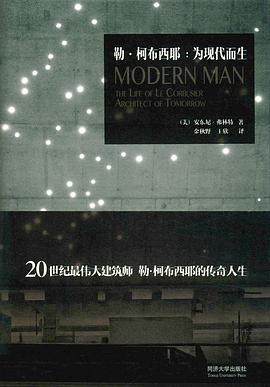 勒·柯布西耶：为现代而生
MODERN MAN
THE LIFE OF LE CORBUSIER
ARCHITECT OF TOMORROW
（美）安东尼·弗林特 著
金秋野 王欣 译
20世纪最伟大建筑师 勒·柯布西耶的传奇人生
同济大学出版社
TONGJI UNIVERSITY PRESS